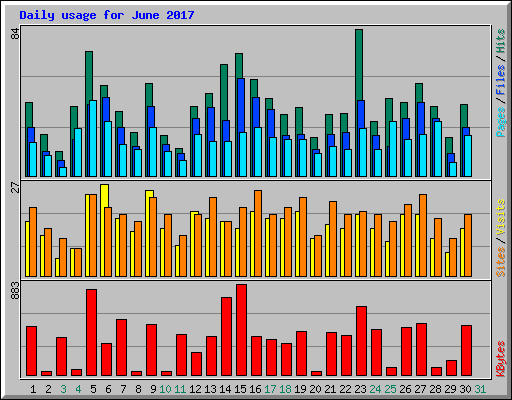 Daily usage for June 2017
84
Pages / Files / Hits
27
Sites / Visits
883
KBytes
1 2 3 4 5 6 7 8 9 10 11 12 13 14 15 16 17 18 19 20 21 22 23 24 25 26 27 28 29 30 31